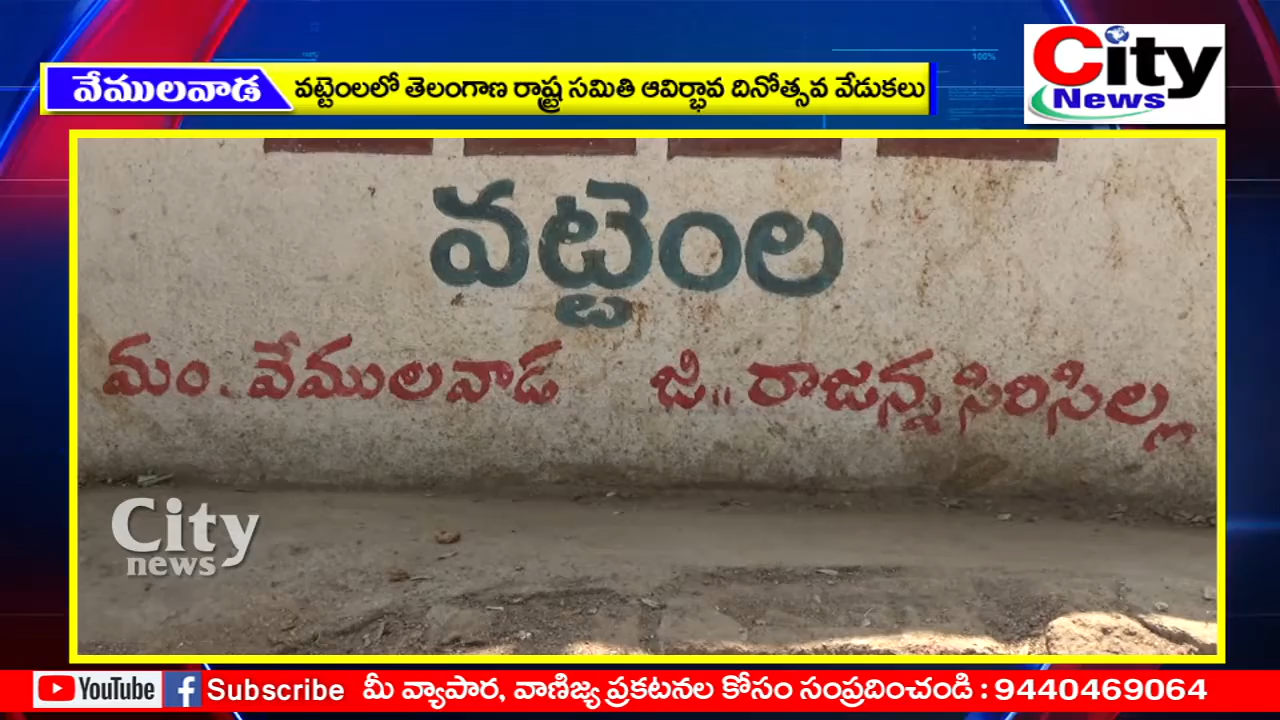 వేములవాడ
వట్టెంలలో తెలంగాణ రాష్ట్ర సమితి ఆవిర్భావ దినోత్సవ వేడుకలు
City
News
వట్టెంల
మం. వేములవాడ జి.. రాజన్న సిరిసిల్ల
City
news
YouTube f Subscribe మీ వ్యాపార, వాణిజ్య ప్రకటనల కోసం సంప్రదించండి : 9440469064